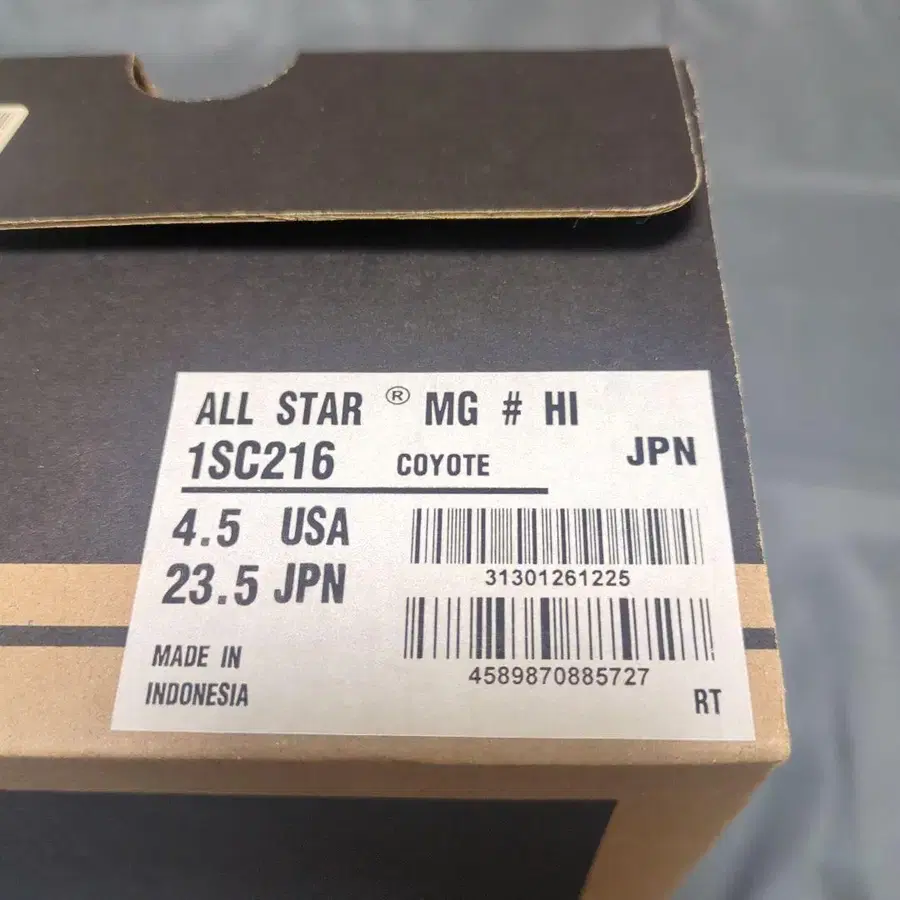 ALL STAR ® MG # HI
1SC216 COYOTE JPN
4.5 USA
23.5 JPN
31301261225
4589870885727
MADE IN
INDONESIA
RT